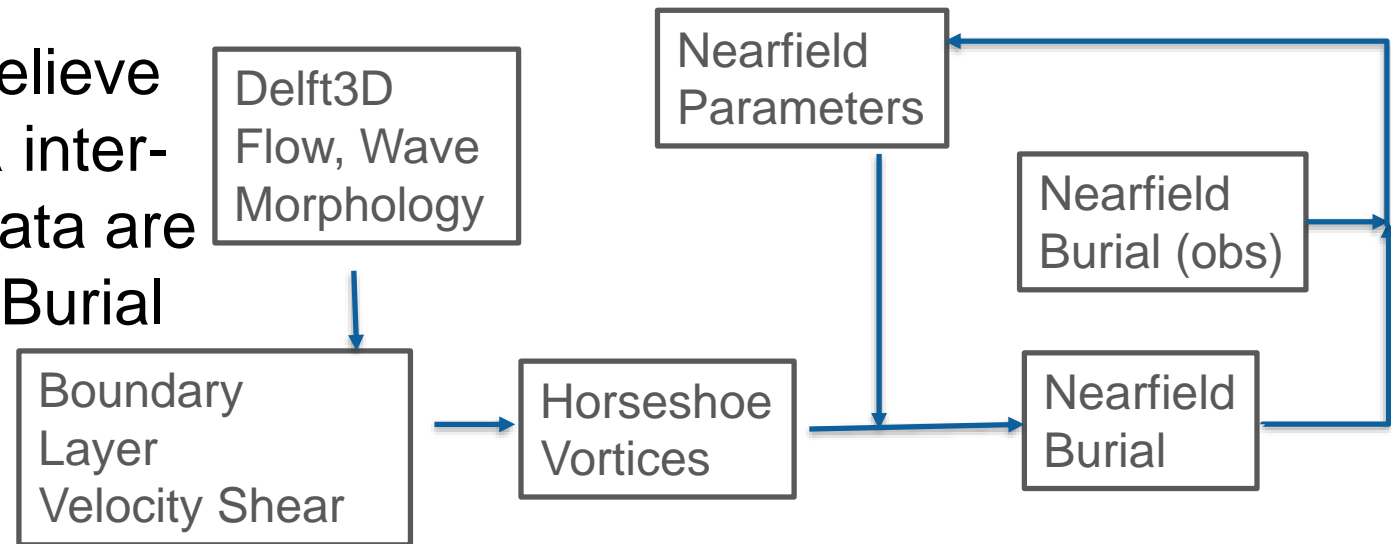 elieve
inter-
ata are
Burial
Delft3D
Flow, Wave
Morphology
Nearfield
Parameters
Nearfield
Burial (obs)
Boundary
Layer
Velocity Shear
Horseshoe
Vortices
Nearfield
Burial